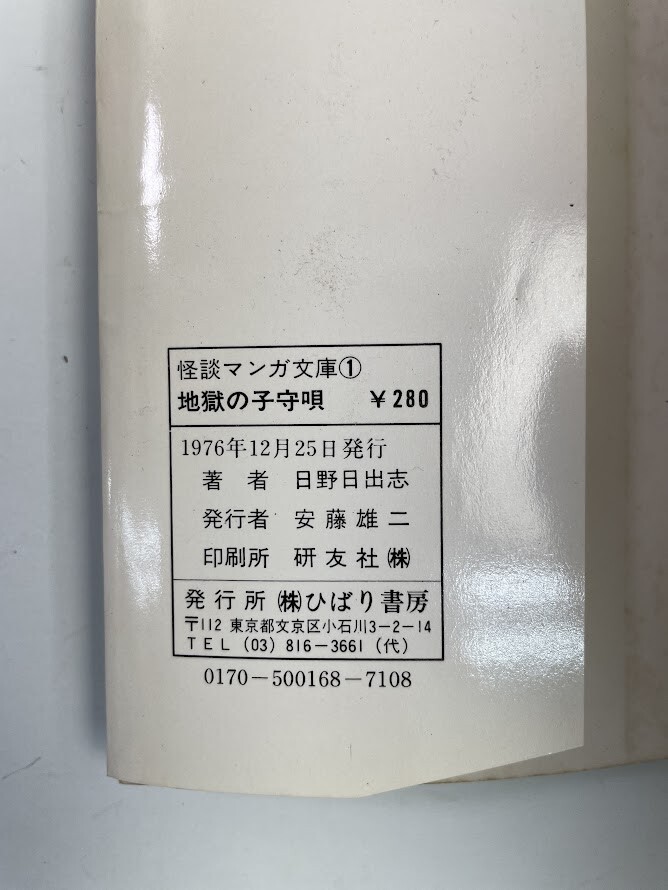 怪談マンガ文庫①
地獄の子守唄 ￥280
1976年12月25日発行
著者 日野日出志
発行者 安藤雄二
印刷所 研友社㈱
発行所 ㈱ひばり書房
〒112 東京都文京区小石川3-2-14
TEL (03) 816-3661 (代)
0170-500168-7108